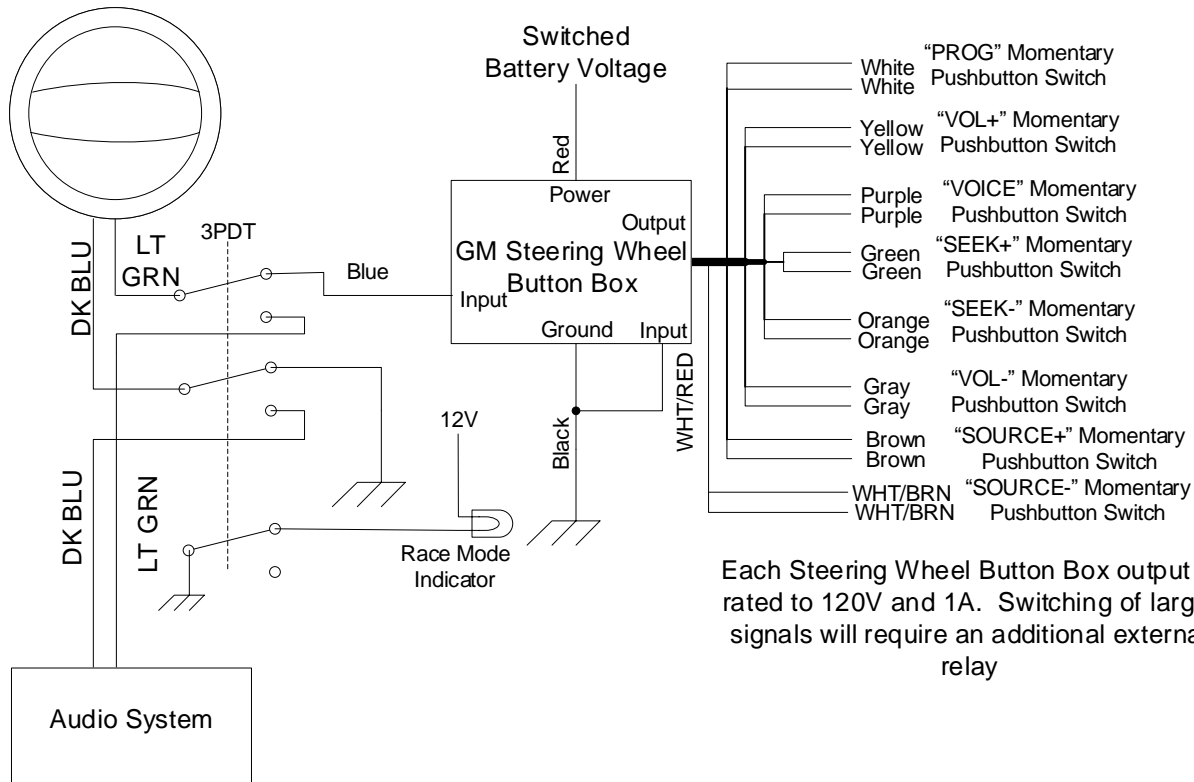 Switched
Battery Voltage
Red
Power
Output
GM Steering Wheel
Button Box
Input
Ground
Input
Blue
3PDT
LT
GRN
DK BLU
DK BLU
LT GRN
12V
Race Mode
Indicator
Black
WHT/RED
Audio System
White
White
“PROG” Momentary
Pushbutton Switch
Yellow
Yellow
“VOL+” Momentary
Pushbutton Switch
Purple
Purple
“VOICE” Momentary
Pushbutton Switch
Green
Green
“SEEK+” Momentary
Pushbutton Switch
Orange
Orange
“SEEK-” Momentary
Pushbutton Switch
Gray
Gray
“VOL-” Momentary
Pushbutton Switch
Brown
Brown
“SOURCE+” Momentary
Pushbutton Switch
WHT/BRN
WHT/BRN
“SOURCE-” Momentary
Pushbutton Switch
Each Steering Wheel Button Box output
rated to 120V and 1A. Switching of larg
signals will require an additional externa
relay